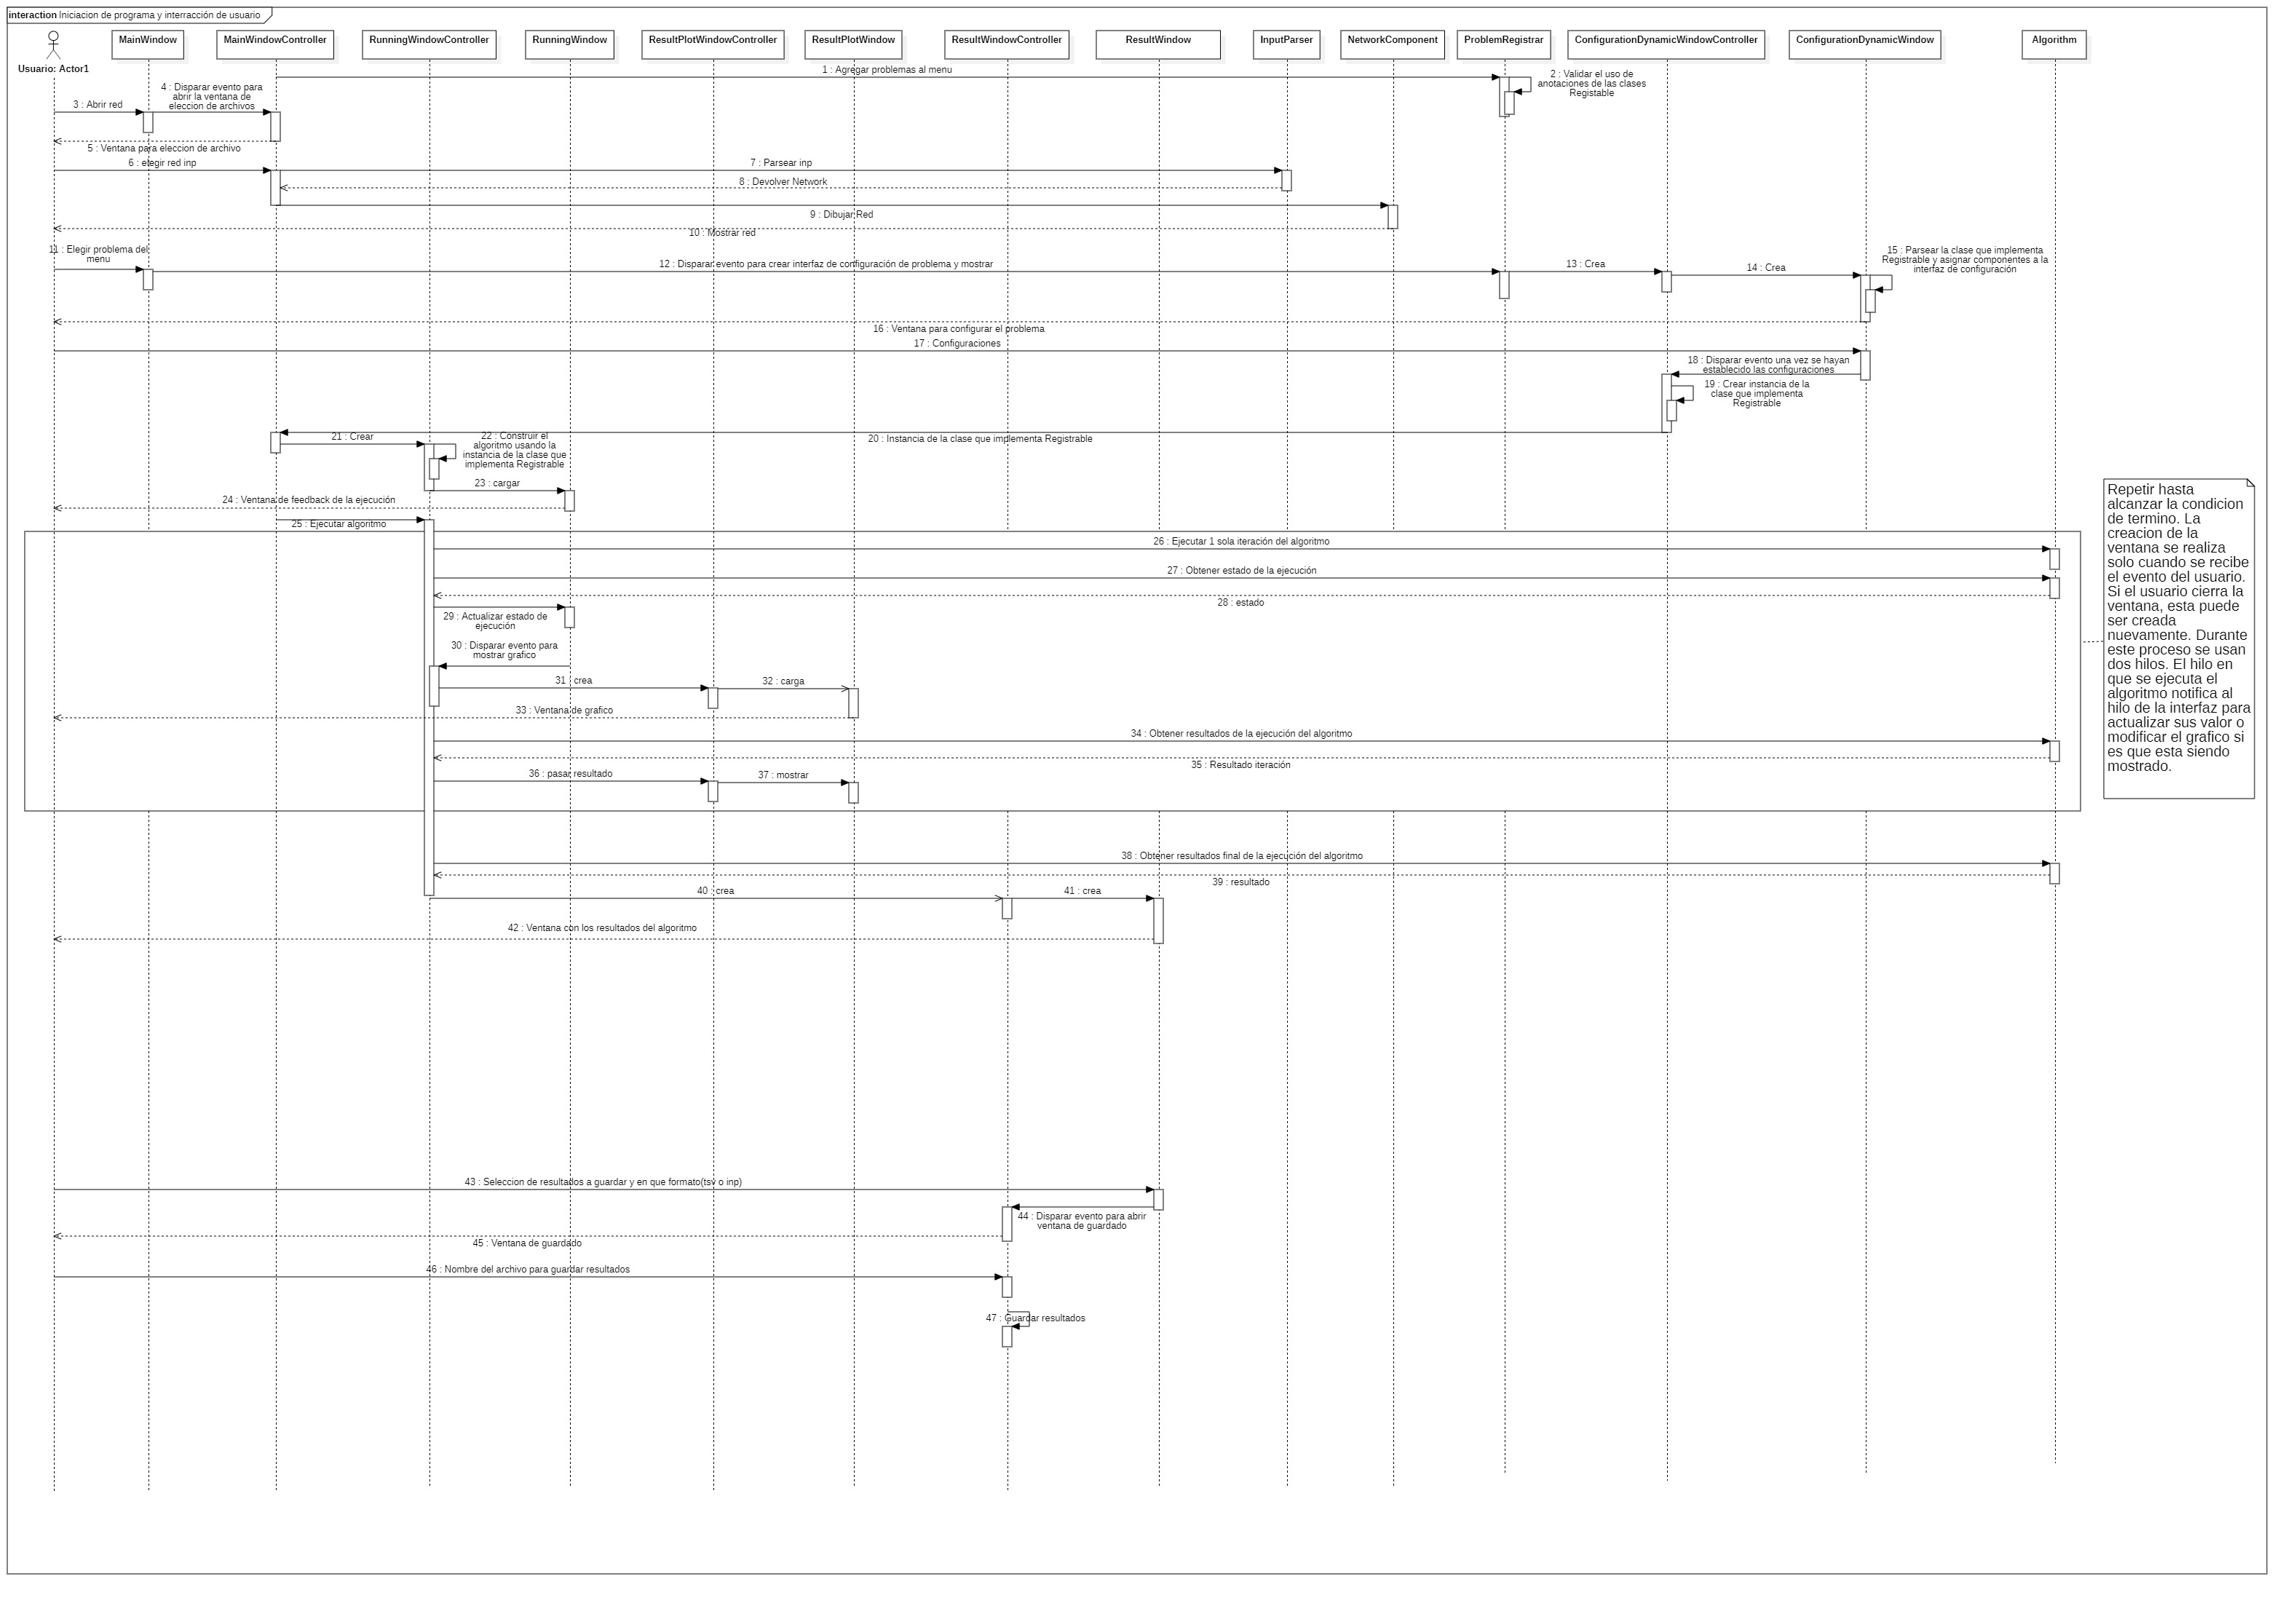 interaction Iniciacion de programa y interracción de usuario
Usuario: Actor1
MainWindow
MainWindowController
RunningWindowController
RunningWindow
ResultPlotWindowController
ResultPlotWindow
ResultWindowController
ResultWindow
InputParser
NetworkComponent
ProblemRegistrar
ConfigurationDynamicWindowController
ConfigurationDynamicWindow
Algorithm
1 : Agregar problemas al menu
2 : Validar el uso de
anotaciones de las clases
Registable
3 : Abrir red
4 : Disparar evento para
abrir la ventana de
eleccion de archivos
5 : Ventana para eleccion de archivo
6 : elegir red inp
7 : Parsear inp
8 : Devolver Network
9 : Dibujar Red
10 : Mostrar red
11 : Elegir problema del
menu
12 : Disparar evento para crear interfaz de configuración de problema y mostrar
13 : Crea
14 : Crea
15 : Parsear la clase que implementa
Registrable y asignar componentes a la
interfaz de configuración
16 : Ventana para configurar el problema
17 : Configuraciones
18 : Disparar evento una vez se hayan
establecido las configuraciones
19 : Crear instancia de la
clase que implementa
Registrable
20 : Instancia de la clase que implementa Registrable
21 : Crear
22 : Construir el
algoritmo usando la
instancia de la clase que
implementa Registrable
23 : cargar
24 : Ventana de feedback de la ejecución
25 : Ejecutar algoritmo
26 : Ejecutar 1 sola iteración del algoritmo
27 : Obtener estado de la ejecución
28 : estado
29 : Actualizar estado de
ejecución
30 : Disparar evento para
mostrar grafico
31 : crea
32 : carga
33 : Ventana de grafico
34 : Obtener resultados de la ejecución del algoritmo
35 : Resultado iteración
36 : pasar resultado
37 : mostrar
Repetir hasta
alcanzar la condicion
de termino. La
creacion de la
ventana se realiza
solo cuando se recibe
el evento del usuario.
Si el usuario cierra la
ventana, esta puede
ser creada
nuevamente. Durante
este proceso se usan
dos hilos. El hilo en
que se ejecuta el
algoritmo notifica al
hilo de la interfaz para
actualizar sus valor o
modificar el grafico si
es que esta siendo
mostrado.
38 : Obtener resultados final de la ejecución del algoritmo
39 : resultado
40 : crea
41 : crea
42 : Ventana con los resultados del algoritmo
43 : Seleccion de resultados a guardar y en que formato(tsv o inp)
44 : Disparar evento para abrir
ventana de guardado
45 : Ventana de guardado
46 : Nombre del archivo para guardar resultados
47 : Guardar resultados